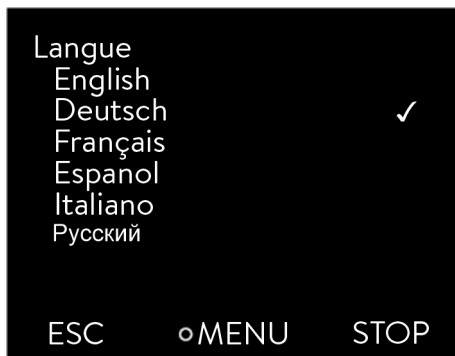 Langue
English
Deutsch ✓
Français
Espanol
Italiano
Русский
ESC MENU STOP